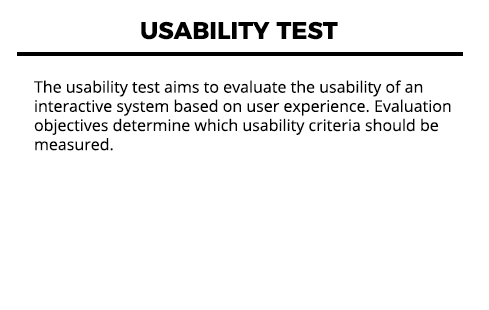 USABILITY TEST
The usability test aims to evaluate the usability of an
interactive system based on user experience. Evaluation
objectives determine which usability criteria should be
measured.